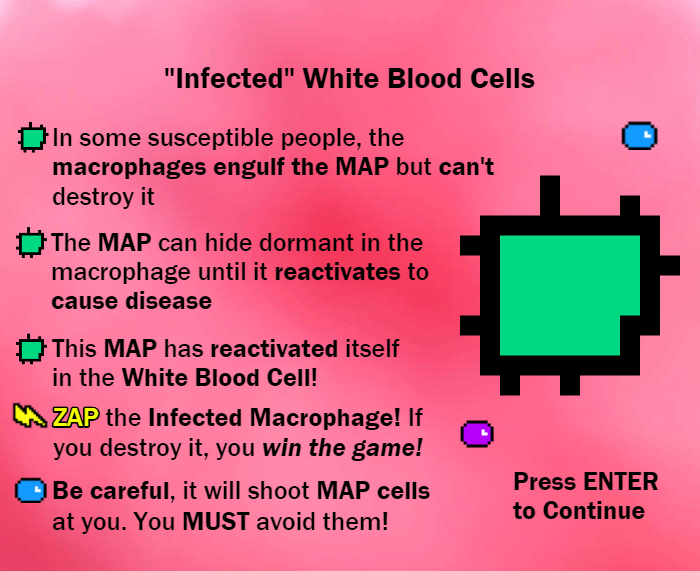 "Infected" White Blood Cells
In some susceptible people, the
macrophages engulf the MAP but can't
destroy it
The MAP can hide dormant in the
macrophage until it reactivates to
cause disease
This MAP has reactivated itself
in the White Blood Cell!
ZAP the Infected Macrophage! If
you destroy it, you win the game!
Be careful, it will shoot MAP cells
at you. You MUST avoid them!
Press ENTER
to Continue